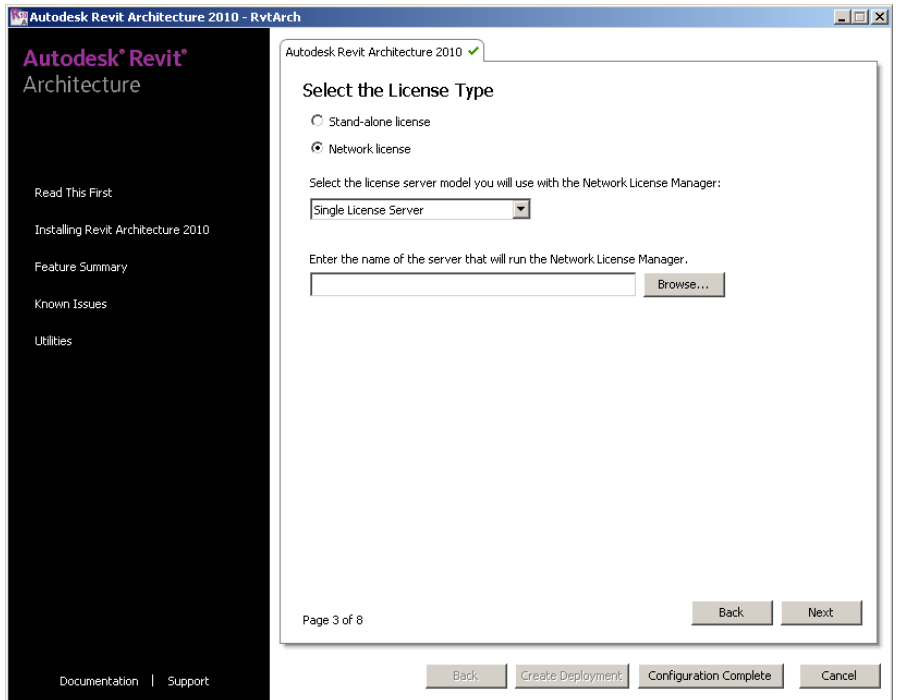 Autodesk Revit Architecture 2010 - RvtArch
Autodesk® Revit®
Architecture
Read This First
Installing Revit Architecture 2010
Feature Summary
Known Issues
Utilities
Documentation | Support
Autodesk Revit Architecture 2010
Select the License Type
Stand-alone license
Network license
Select the license server model you will use with the Network License Manager:
Single License Server
Enter the name of the server that will run the Network License Manager.
Browse...
Page 3 of 8
Back Next
Back Create Deployment Configuration Complete Cancel